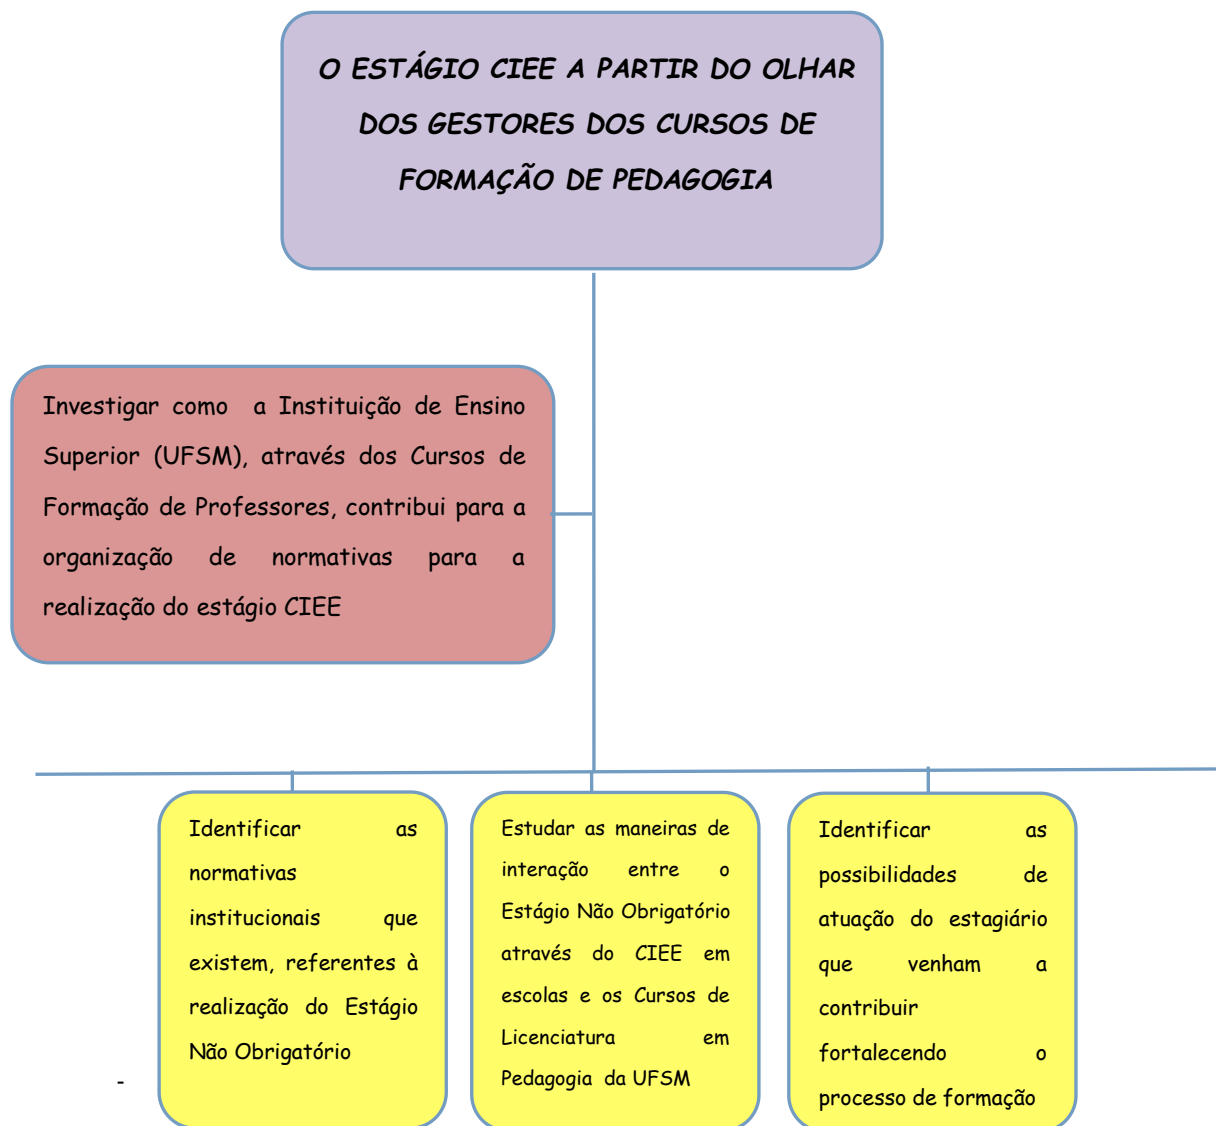 O ESTÁGIO CIEE A PARTIR DO OLHAR
DOS GESTORES DOS CURSOS DE
FORMAÇÃO DE PEDAGOGIA
Investigar como a Instituição de Ensino
Superior (UFSM), através dos Cursos de
Formação de Professores, contribui para a
organização de normativas para a
realização do estágio CIEE
Identificar as
normativas
institucionais que
existem, referentes à
realização do Estágio
Não Obrigatório
Estudar as maneiras de
interação entre o
Estágio Não Obrigatório
através do CIEE em
escolas e os Cursos de
Licenciatura em
Pedagogia da UFSM
Identificar as
possibilidades de
atuação do estagiário
que venham a
contribuir
fortalecendo o
processo de formação
-